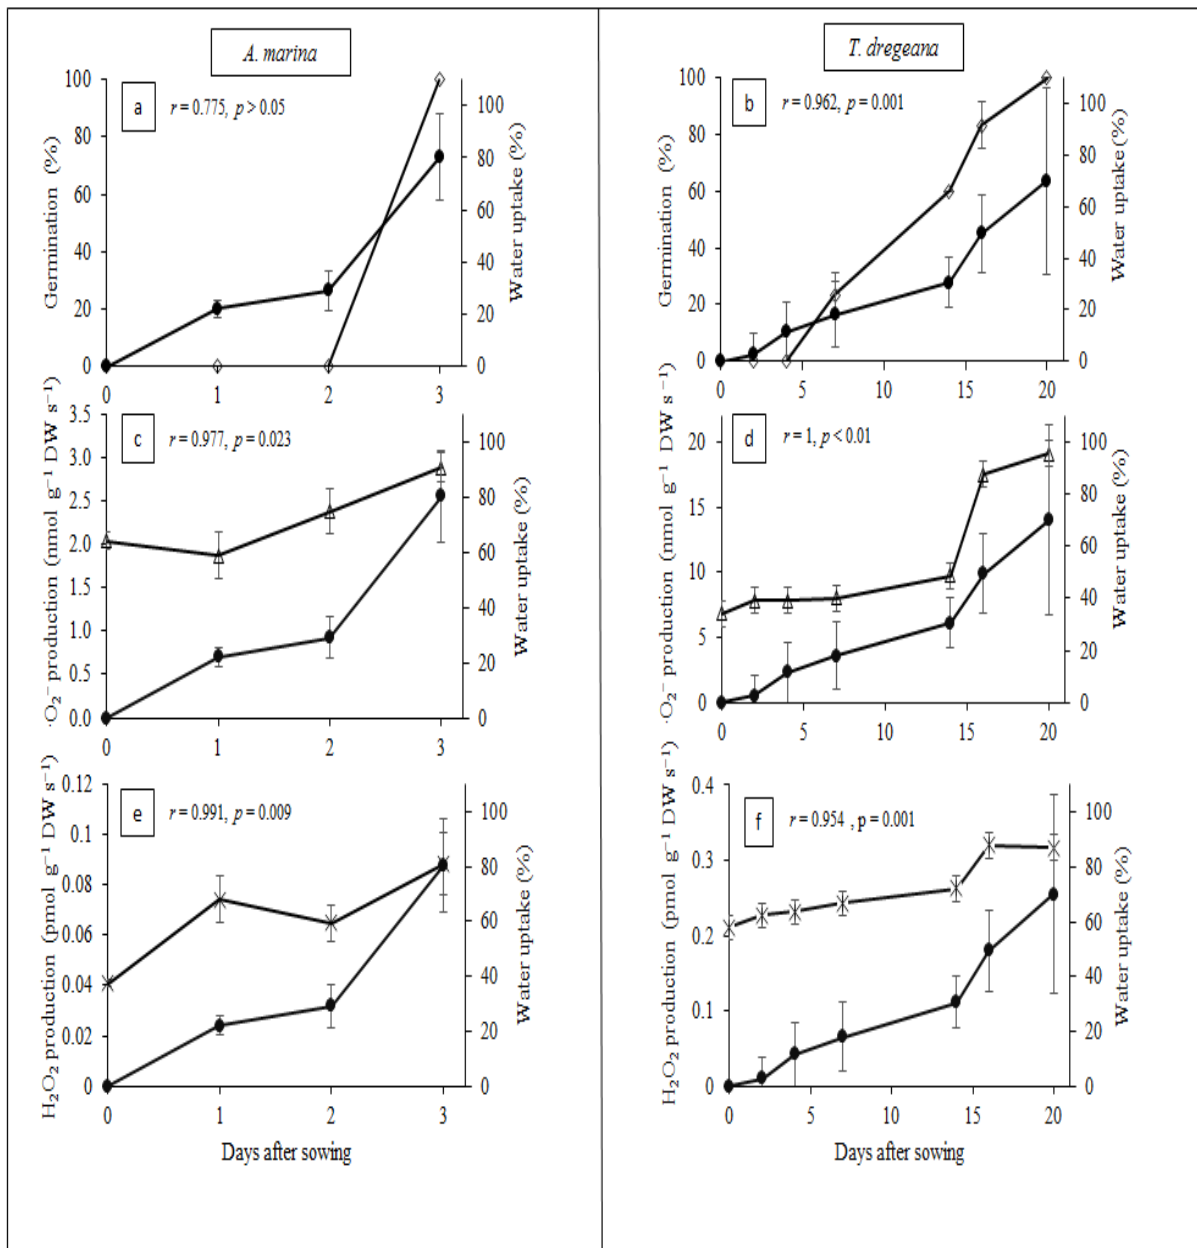 A. marina
T. dregeana
a
r = 0.775, p > 0.05
Germination (%)
100
80
60
40
20
0
Water uptake (%)
100
80
60
40
20
0
0 1 2 3
b
r = 0.962, p = 0.001
Germination (%)
100
80
60
40
20
0
Water uptake (%)
100
80
60
40
20
0
0 5 10 15 20
c
r = 0.977, p = 0.023
·O₂⁻ production (nmol g⁻¹ DW s⁻¹)
3.5
3.0
2.5
2.0
1.5
1.0
0.5
0.0
Water uptake (%)
100
80
60
40
20
0
0 1 2 3
d
r = 1, p < 0.01
·O₂⁻ production (nmol g⁻¹ DW s⁻¹)
20
15
10
5
0
Water uptake (%)
100
80
60
40
20
0
0 5 10 15 20
e
r = 0.991, p = 0.009
H₂O₂ production (pmol g⁻¹ DW s⁻¹)
0.12
0.1
0.08
0.06
0.04
0.02
0
Water uptake (%)
100
80
60
40
20
0
0 1 2 3
Days after sowing
f
r = 0.954 , p = 0.001
H₂O₂ production (pmol g⁻¹ DW s⁻¹)
0.4
0.3
0.2
0.1
0
Water uptake (%)
100
80
60
40
20
0
0 5 10 15 20
Days after sowing